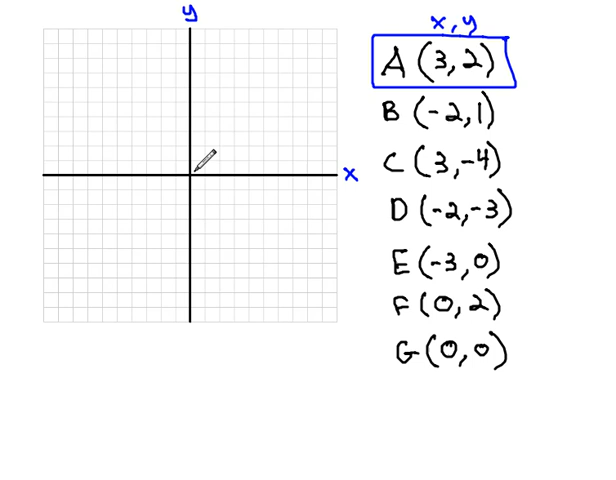 y
x, y
A (3, 2)
B (-2, 1)
C (3, -4)
x
D (-2, -3)
E (-3, 0)
F (0, 2)
G (0, 0)